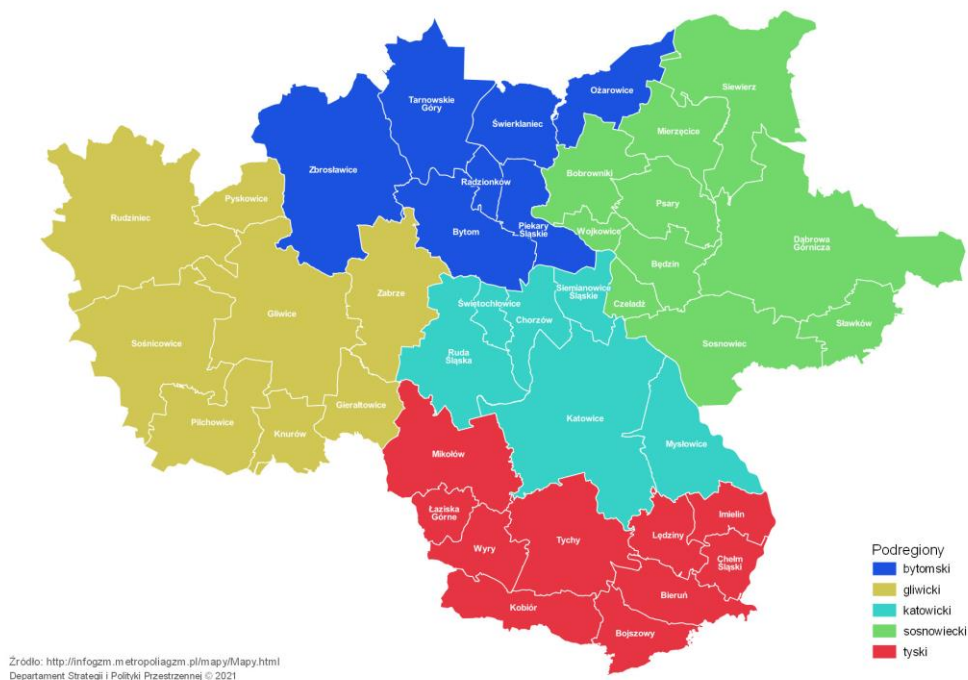 Ożarowice
Siewierz
Tarnowskie
Góry
Świerklaniec
Mierzęcice
Zbrosławice
Bobrowniki
Radzionków
Pyskowice
Psary
Rudziniec
Bytom
Piekary
Śląskie
Wojkowice
Dąbrowa
Górnicza
Będzin
Zabrze
Siemianowice
Śląskie
Świętochłowice
Czeladź
Gliwice
Chorzów
Sławków
Sośnicowice
Sosnowiec
Ruda
Śląska
Gierałtowice
Katowice
Pilchowice
Knurów
Mysłowice
Mikołów
Łaziska
Górne
Imielin
Lędziny
Tychy
Wyry
Chełm
Śląski
Bieruń
Kobiór
Bojszowy
Podregiony
bytomski
gliwicki
katowicki
sosnowiecki
tyski
Źródło: http://infogzm.metropoliagzm.pl/mapy/Mapy.html
Departament Strategii i Polityki Przestrzennej © 2021